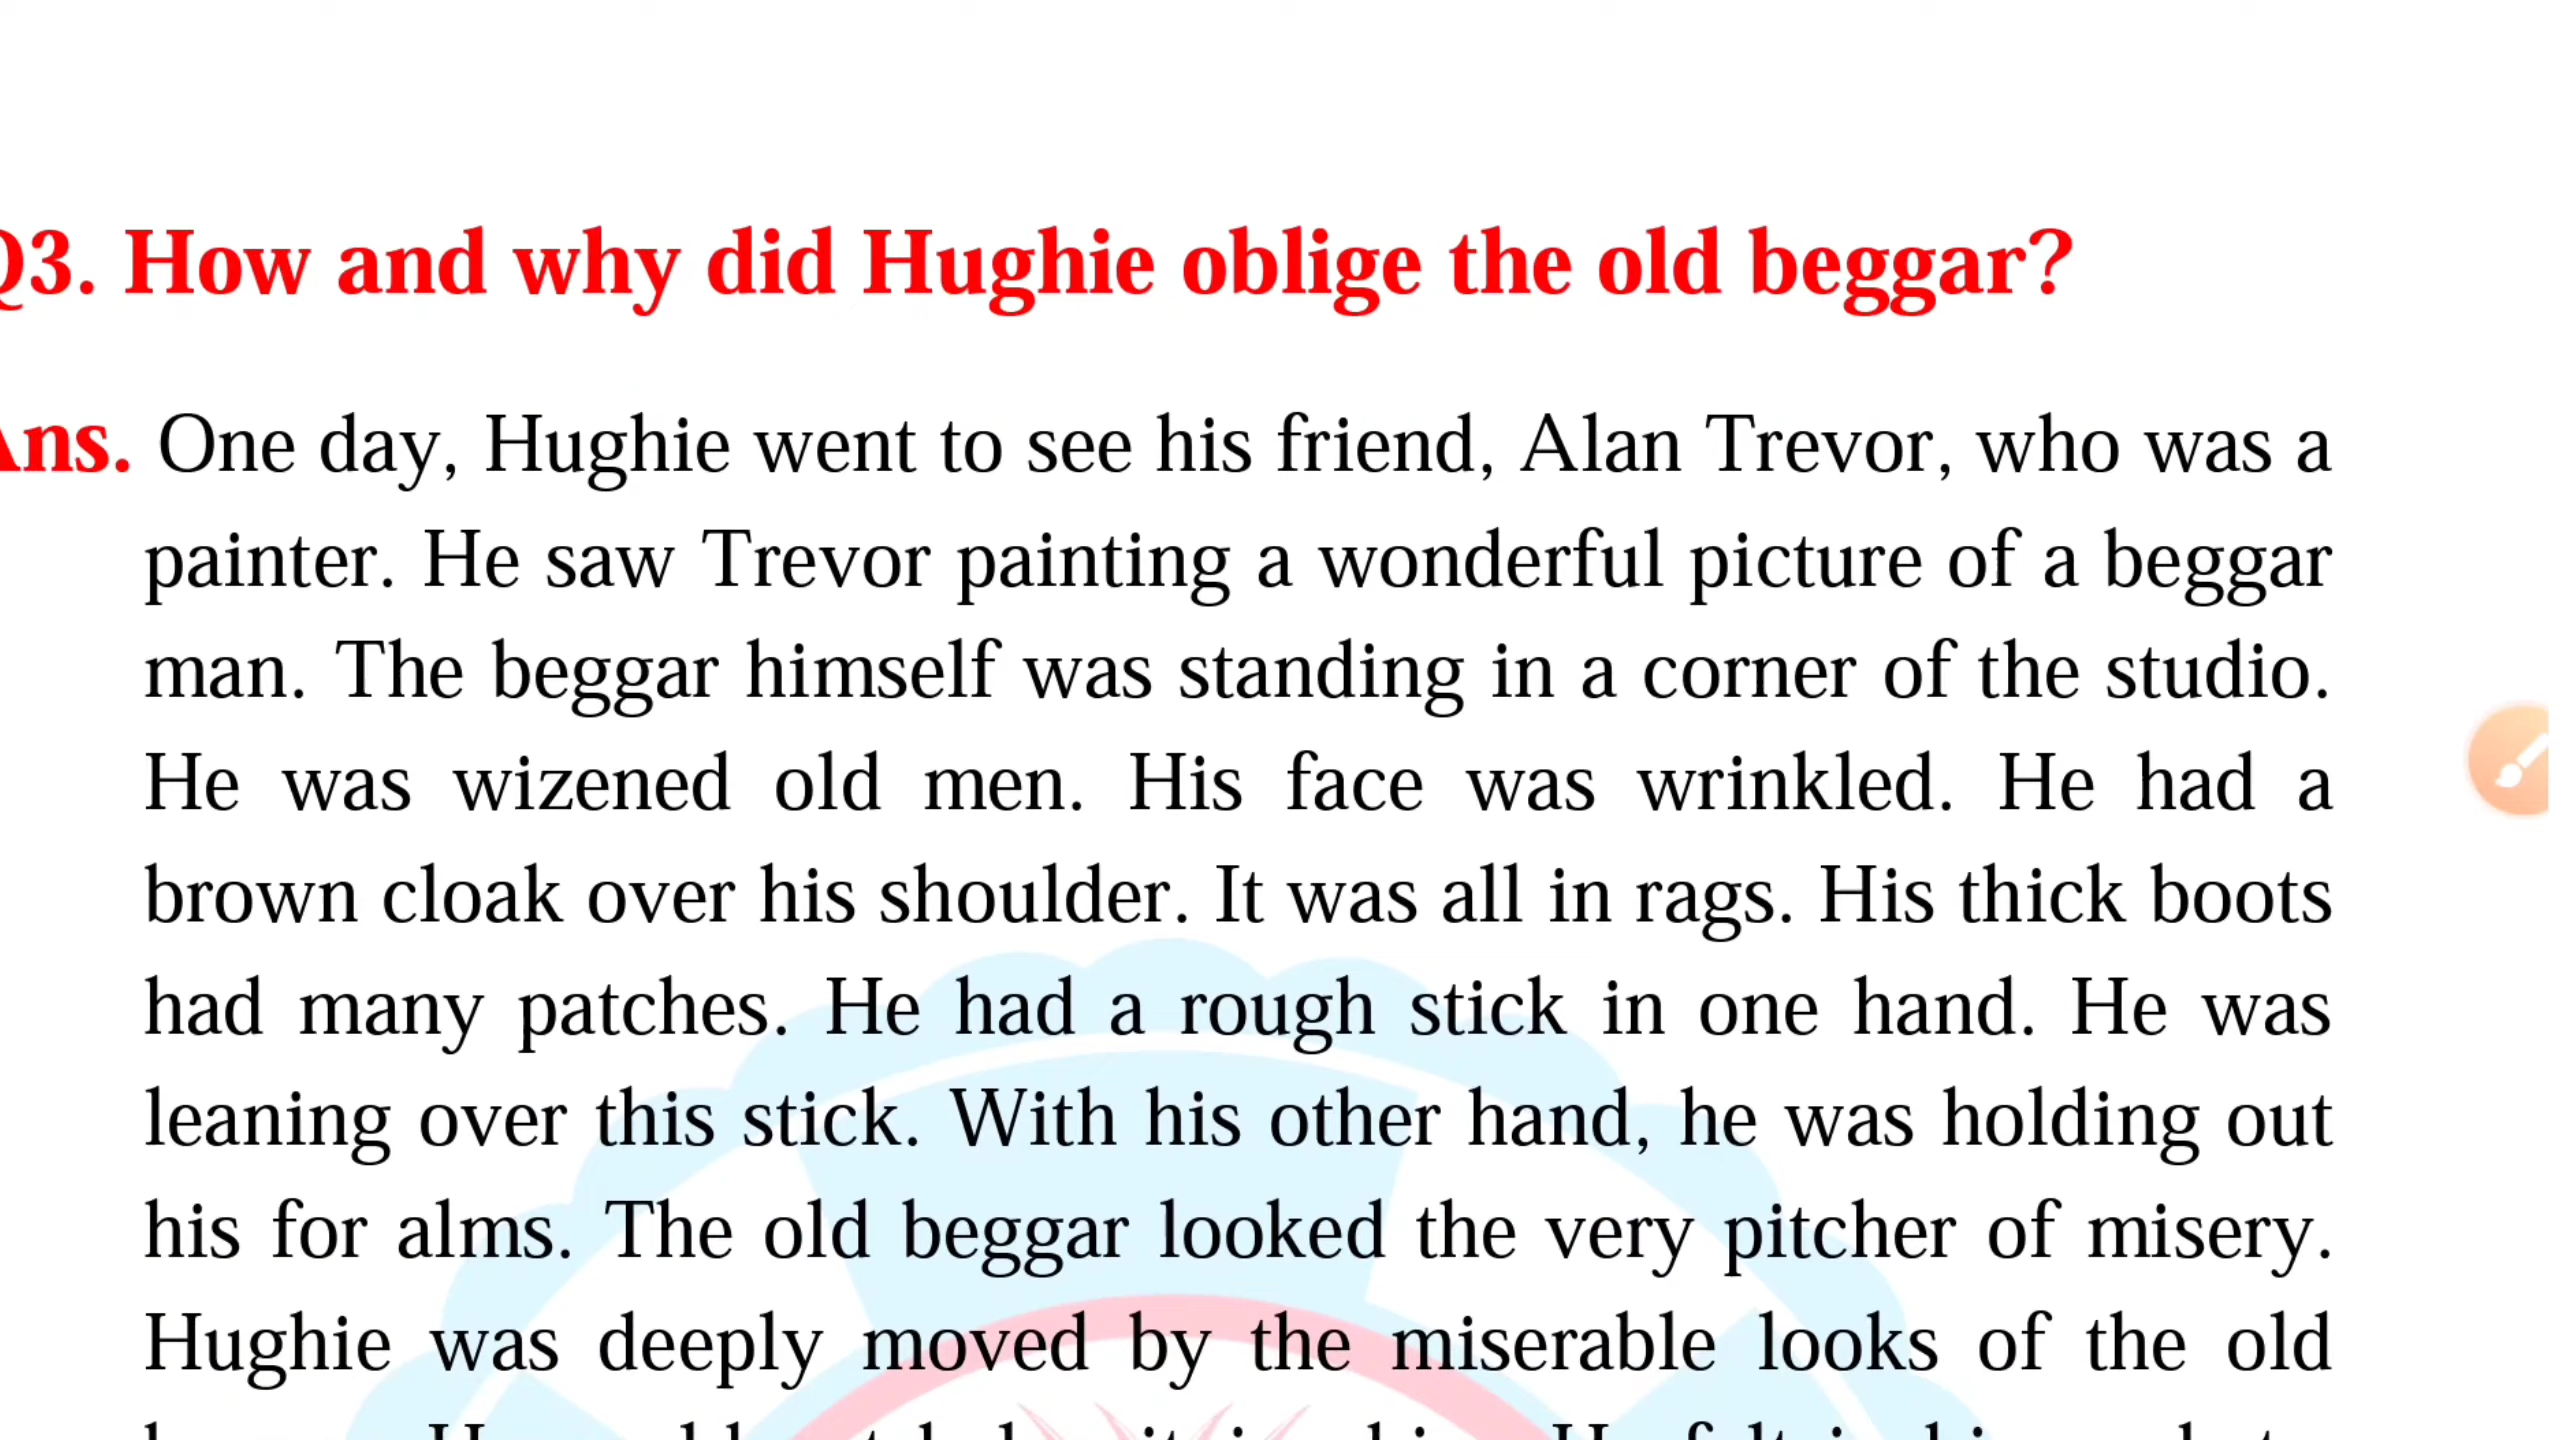 Q3. How and why did Hughie oblige the old beggar?
Ans. One day, Hughie went to see his friend, Alan Trevor, who was a
painter. He saw Trevor painting a wonderful picture of a beggar
man. The beggar himself was standing in a corner of the studio.
He was wizened old men. His face was wrinkled. He had a
brown cloak over his shoulder. It was all in rags. His thick boots
had many patches. He had a rough stick in one hand. He was
leaning over this stick. With his other hand, he was holding out
his for alms. The old beggar looked the very pitcher of misery.
Hughie was deeply moved by the miserable looks of the old